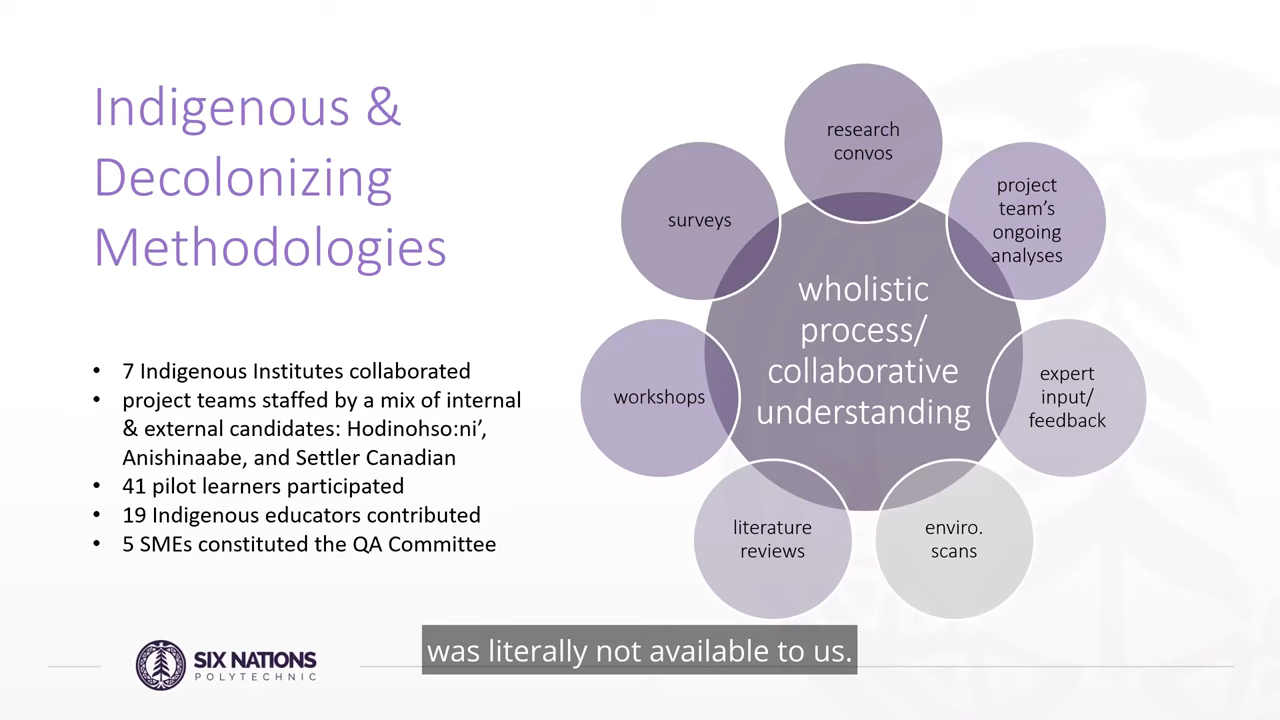 Indigenous &
Decolonizing
Methodologies
• 7 Indigenous Institutes collaborated
• project teams staffed by a mix of internal
& external candidates: Hodinohso:ni’,
Anishinaabe, and Settler Canadian
• 41 pilot learners participated
• 19 Indigenous educators contributed
• 5 SMEs constituted the QA Committee
research
convos
project
team’s
ongoing
analyses
expert
input/
feedback
enviro.
scans
literature
reviews
workshops
surveys
wholistic
process/
collaborative
understanding
was literally not available to us.
SIX NATIONS
POLYTECHNIC